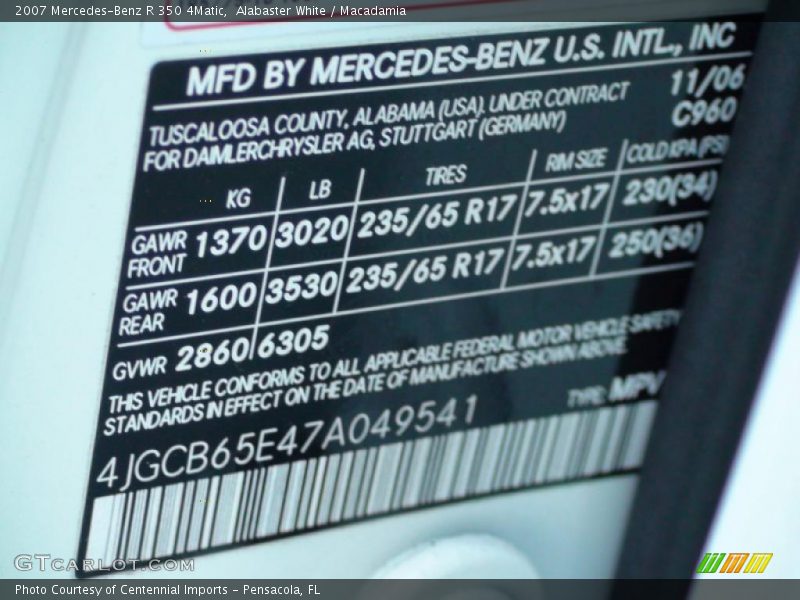 2007 Mercedes-Benz R 350 4Matic, Alabaster White / Macadamia
MFD BY MERCEDES-BENZ U.S. INTL., INC
TUSCALOOSA COUNTY, ALABAMA (USA), UNDER CONTRACT 11/06
FOR DAIMLERCHRYSLER AG, STUTTGART (GERMANY) C960
KG LB TIRES RIM SIZE COLD KPA (PSI)
GAWR FRONT 1370 3020 235/65 R17 7.5x17 230(34)
GAWR REAR 1600 3530 235/65 R17 7.5x17 250(36)
GVWR 2860 6305
THIS VEHICLE CONFORMS TO ALL APPLICABLE FEDERAL MOTOR VEHICLE SAFETY
STANDARDS IN EFFECT ON THE DATE OF MANUFACTURE SHOWN ABOVE.
TYPE: MPV
4JGCB65E47A049541
GTcarlot.com
Photo Courtesy of Centennial Imports - Pensacola, FL